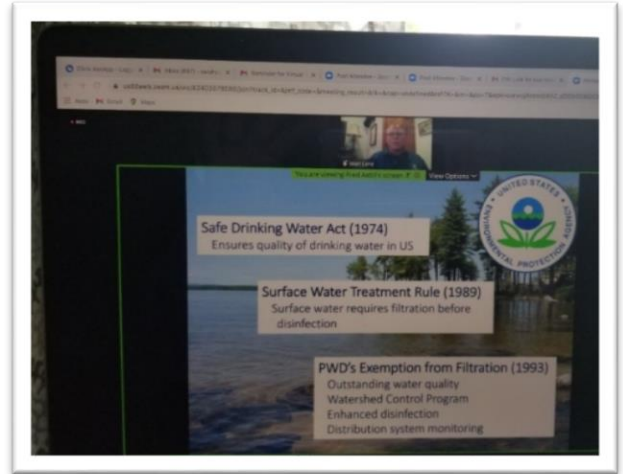 View Options
UNITED STATES
ENVIRONMENTAL PROTECTION AGENCY
Safe Drinking Water Act (1974)
Ensures quality of drinking water in US
Surface Water Treatment Rule (1989)
Surface water requires filtration before
disinfection
PWD's Exemption from Filtration (1993)
Outstanding water quality
Watershed Control Program
Enhanced disinfection
Distribution system monitoring